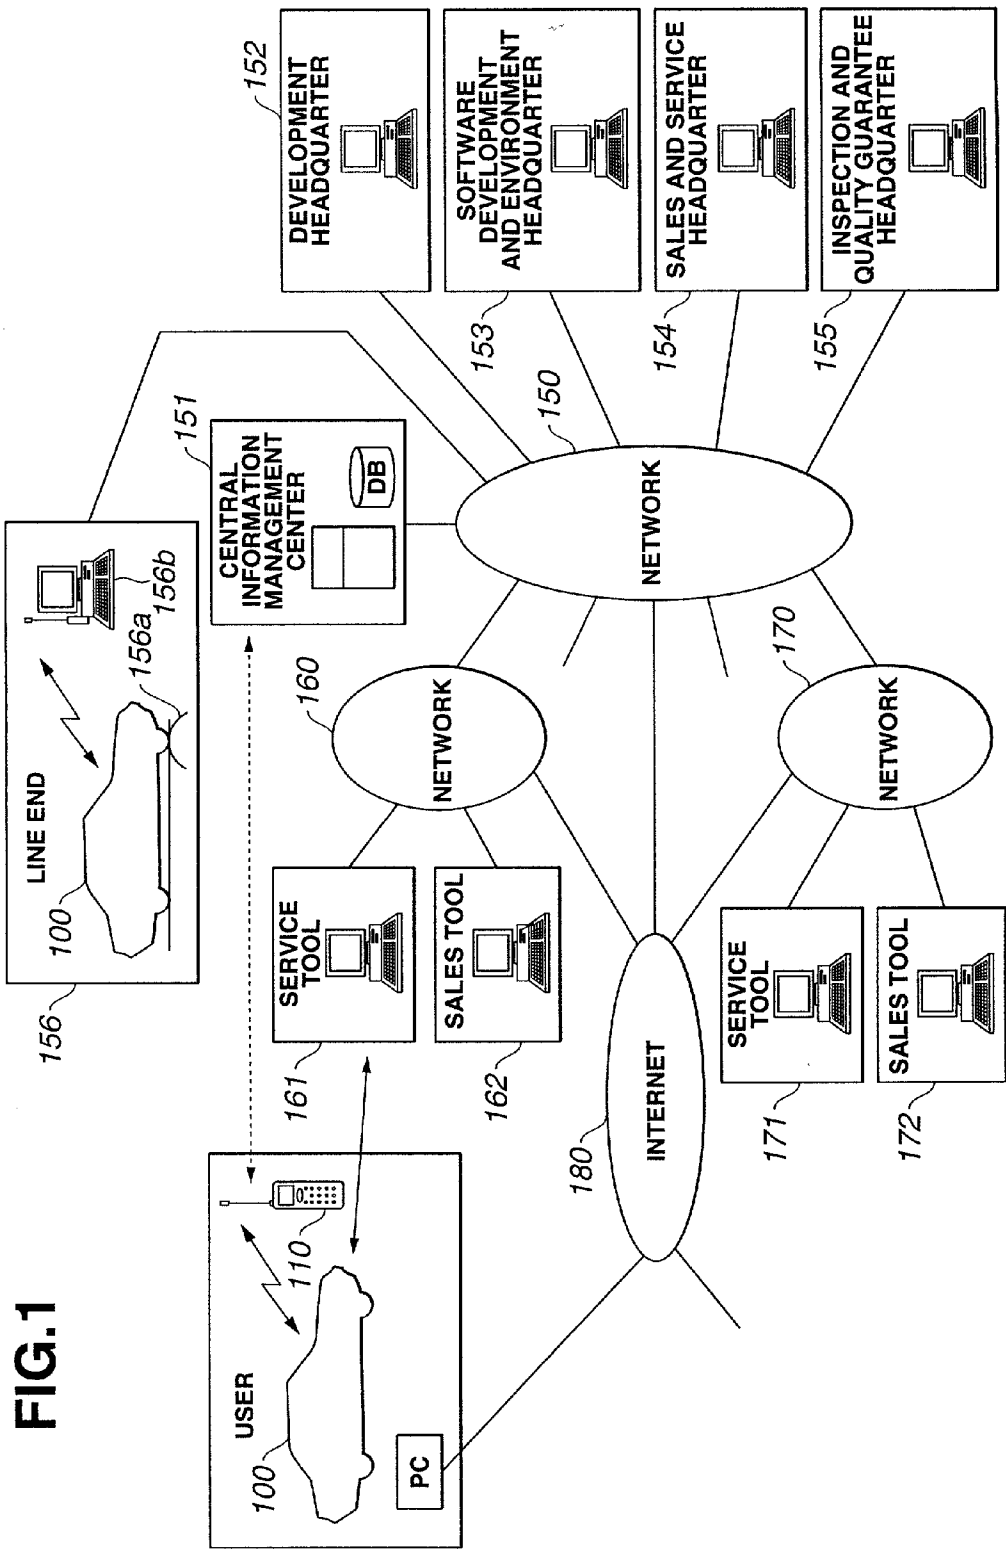 FIG.1
LINE END
100
156
156a
156b
CENTRAL
INFORMATION
MANAGEMENT
CENTER
DB
151
152
DEVELOPMENT
HEADQUARTER
SOFTWARE
DEVELOPMENT
AND ENVIRONMENT
HEADQUARTER
153
SALES AND SERVICE
HEADQUARTER
154
INSPECTION AND
QUALITY GUARANTEE
HEADQUARTER
155
USER
100
110
PC
SERVICE
TOOL
161
SALES TOOL
162
NETWORK
160
NETWORK
150
INTERNET
180
NETWORK
170
SERVICE
TOOL
171
SALES TOOL
172